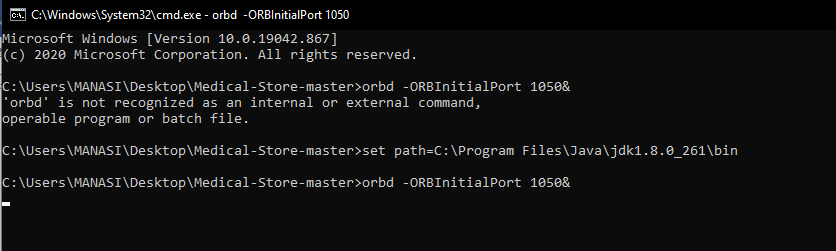 C:\Windows\System32\cmd.exe - orbd -ORBInitialPort 1050
Microsoft Windows [Version 10.0.19042.867]
(c) 2020 Microsoft Corporation. All rights reserved.
C:\Users\MANASI\Desktop\Medical-Store-master>orbd -ORBInitialPort 1050&
'orbd' is not recognized as an internal or external command,
operable program or batch file.
C:\Users\MANASI\Desktop\Medical-Store-master>set path=C:\Program Files\Java\jdk1.8.0_261\bin
C:\Users\MANASI\Desktop\Medical-Store-master>orbd -ORBInitialPort 1050&